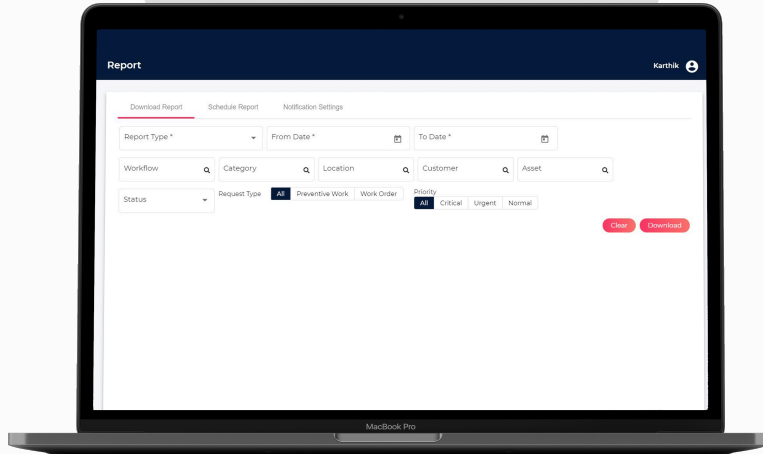 Report
Karthik
Download Report Schedule Report Notification Settings
Report Type * From Date * To Date *
Workflow Category Location Customer Asset
Status Request Type All Preventive Work Work Order Priority
All Critical Urgent Normal
Clear Download
MacBook Pro